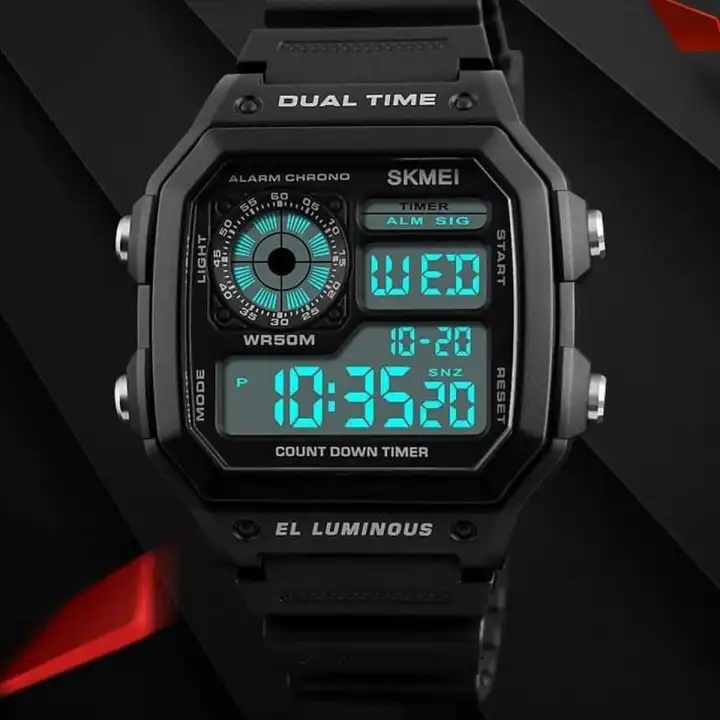 DUAL TIME
ALARM CHRONO
SKMEI
60
05
10
15
20
25
30
35
40
45
50
55
TIMER
ALM SIG
LIGHT
START
WED
WR50M
10-20
MODE
RESET
P
10:35 20
SNZ
COUNT DOWN TIMER
EL LUMINOUS